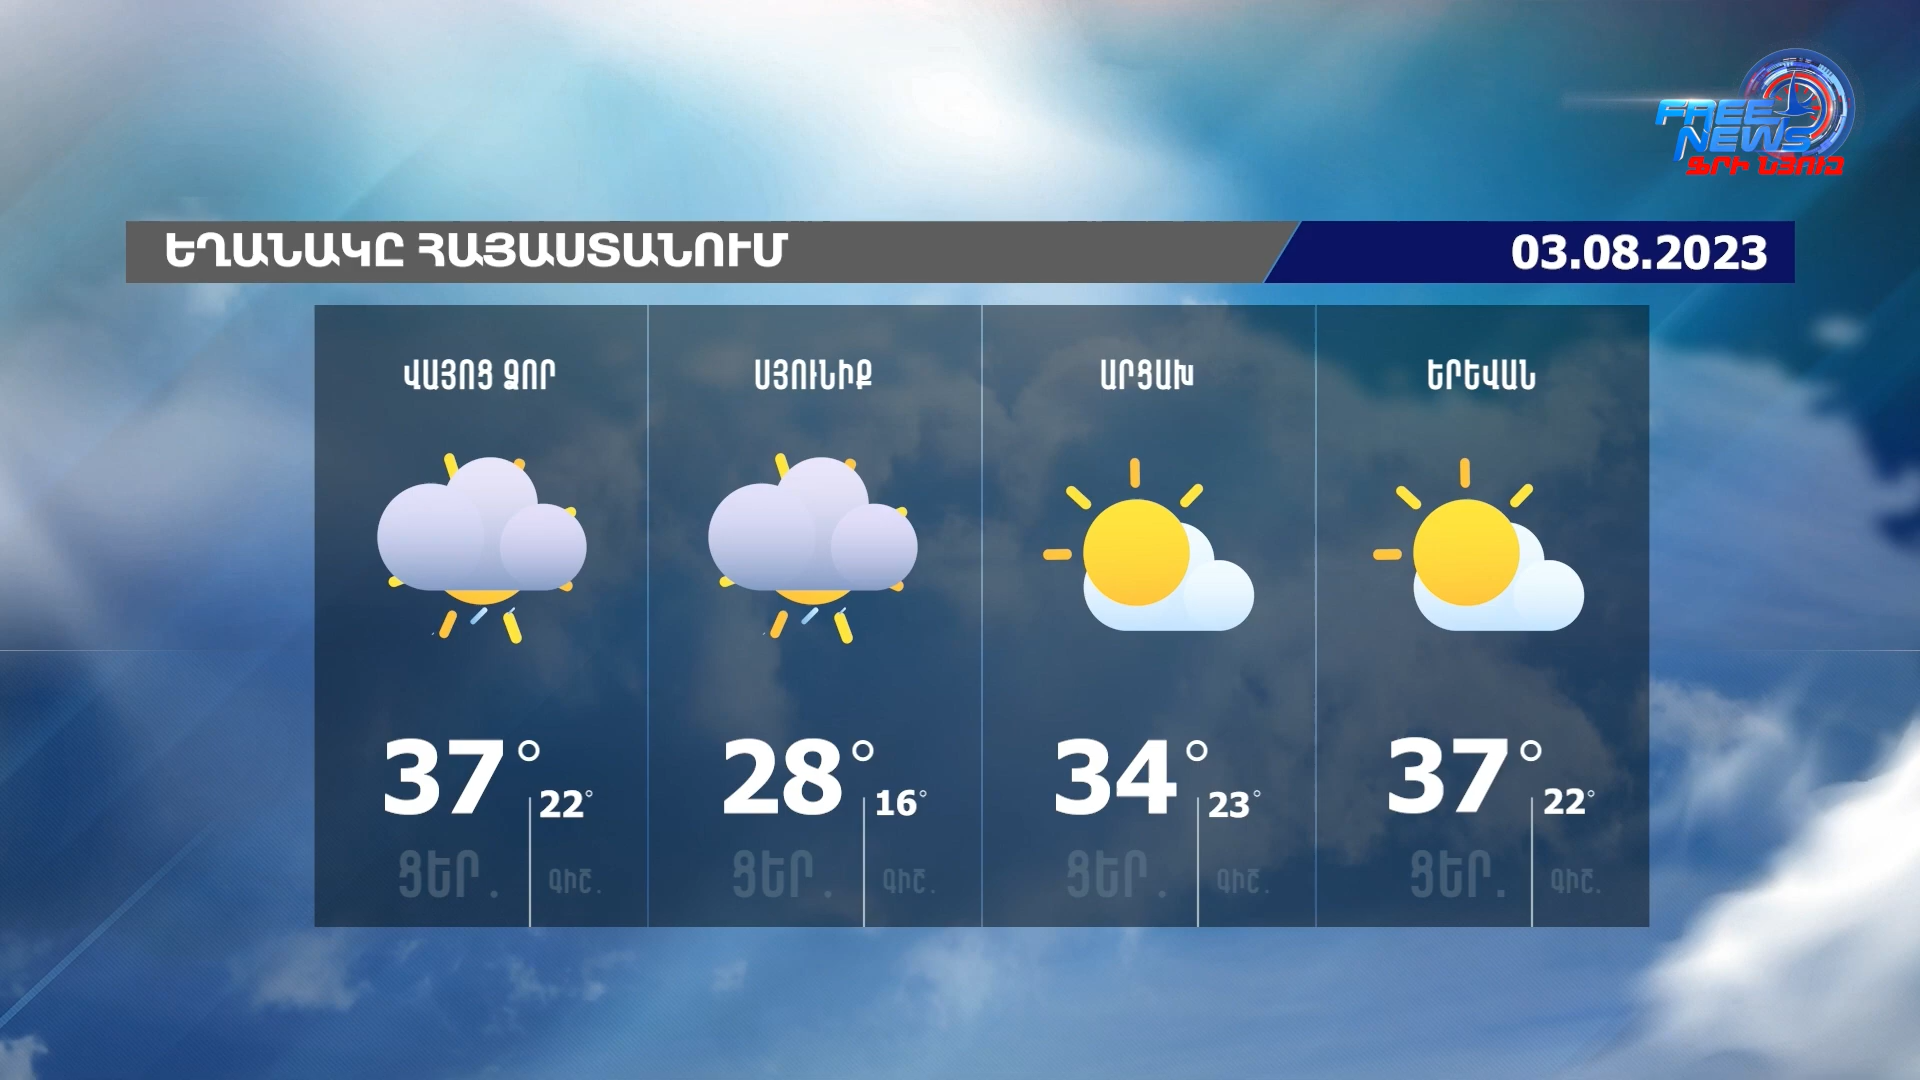 FREE
NEWS
ՖՐԻ ՆՅՈՒԶ
ԵՂԱՆԱԿԸ ՀԱՅԱՍՏԱՆՈՒՄ 03.08.2023
ՎԱՅՈՑ ՁՈՐ
37° 22°
ՑԵՐ. ԳԻՇ.
ՍՅՈՒՆԻՔ
28° 16°
ՑԵՐ. ԳԻՇ.
ԱՐՑԱԽ
34° 23°
ՑԵՐ. ԳԻՇ.
ԵՐԵՎԱՆ
37° 22°
ՑԵՐ. ԳԻՇ.